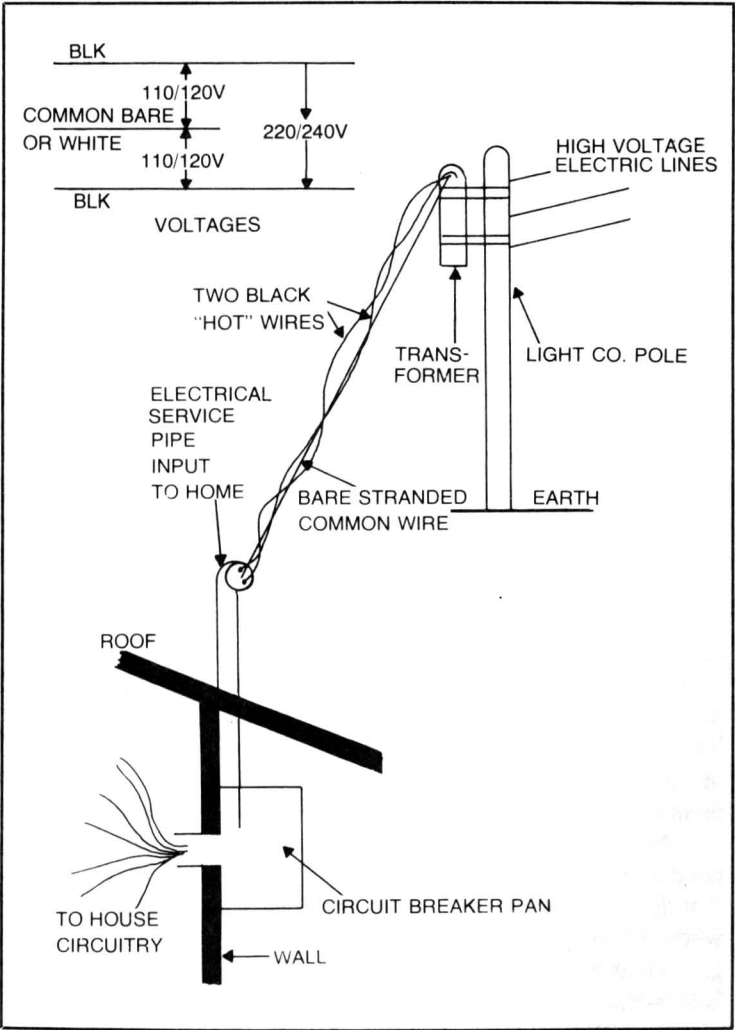 BLK
110/120V
COMMON BARE
OR WHITE
220/240V
110/120V
BLK
VOLTAGES
HIGH VOLTAGE
ELECTRIC LINES
TWO BLACK
"HOT" WIRES
TRANS-
FORMER
LIGHT CO. POLE
ELECTRICAL
SERVICE
PIPE
INPUT
TO HOME
BARE STRANDED
COMMON WIRE
EARTH
ROOF
CIRCUIT BREAKER PAN
TO HOUSE
CIRCUITRY
WALL